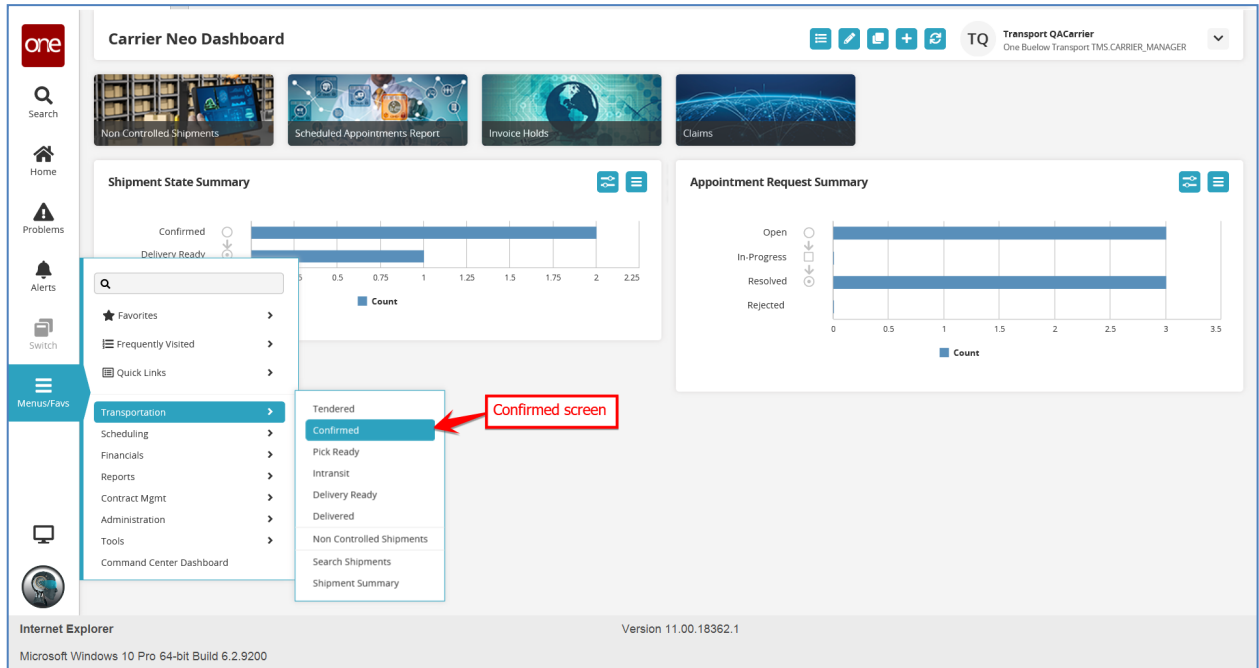 one
Carrier Neo Dashboard
TQ
Transport QACarrier
One Buelow Transport TMS.CARRIER_MANAGER
Search
Home
Problems
Alerts
Switch
Menus/Favs
Non Controlled Shipments
Scheduled Appointments Report
Invoice Holds
Claims
Shipment State Summary
Confirmed
Delivery Ready
5 0.5 0.75 1 1.25 1.5 1.75 2 2.25
Count
Appointment Request Summary
Open
In-Progress
Resolved
Rejected
0 0.5 1 1.5 2 2.5 3 3.5
Count
Favorites
Frequently Visited
Quick Links
Transportation
Scheduling
Financials
Reports
Contract Mgmt
Administration
Tools
Command Center Dashboard
Tendered
Confirmed
Pick Ready
Intransit
Delivery Ready
Delivered
Non Controlled Shipments
Search Shipments
Shipment Summary
Confirmed screen
Internet Explorer Version 11.00.18362.1
Microsoft Windows 10 Pro 64-bit Build 6.2.9200